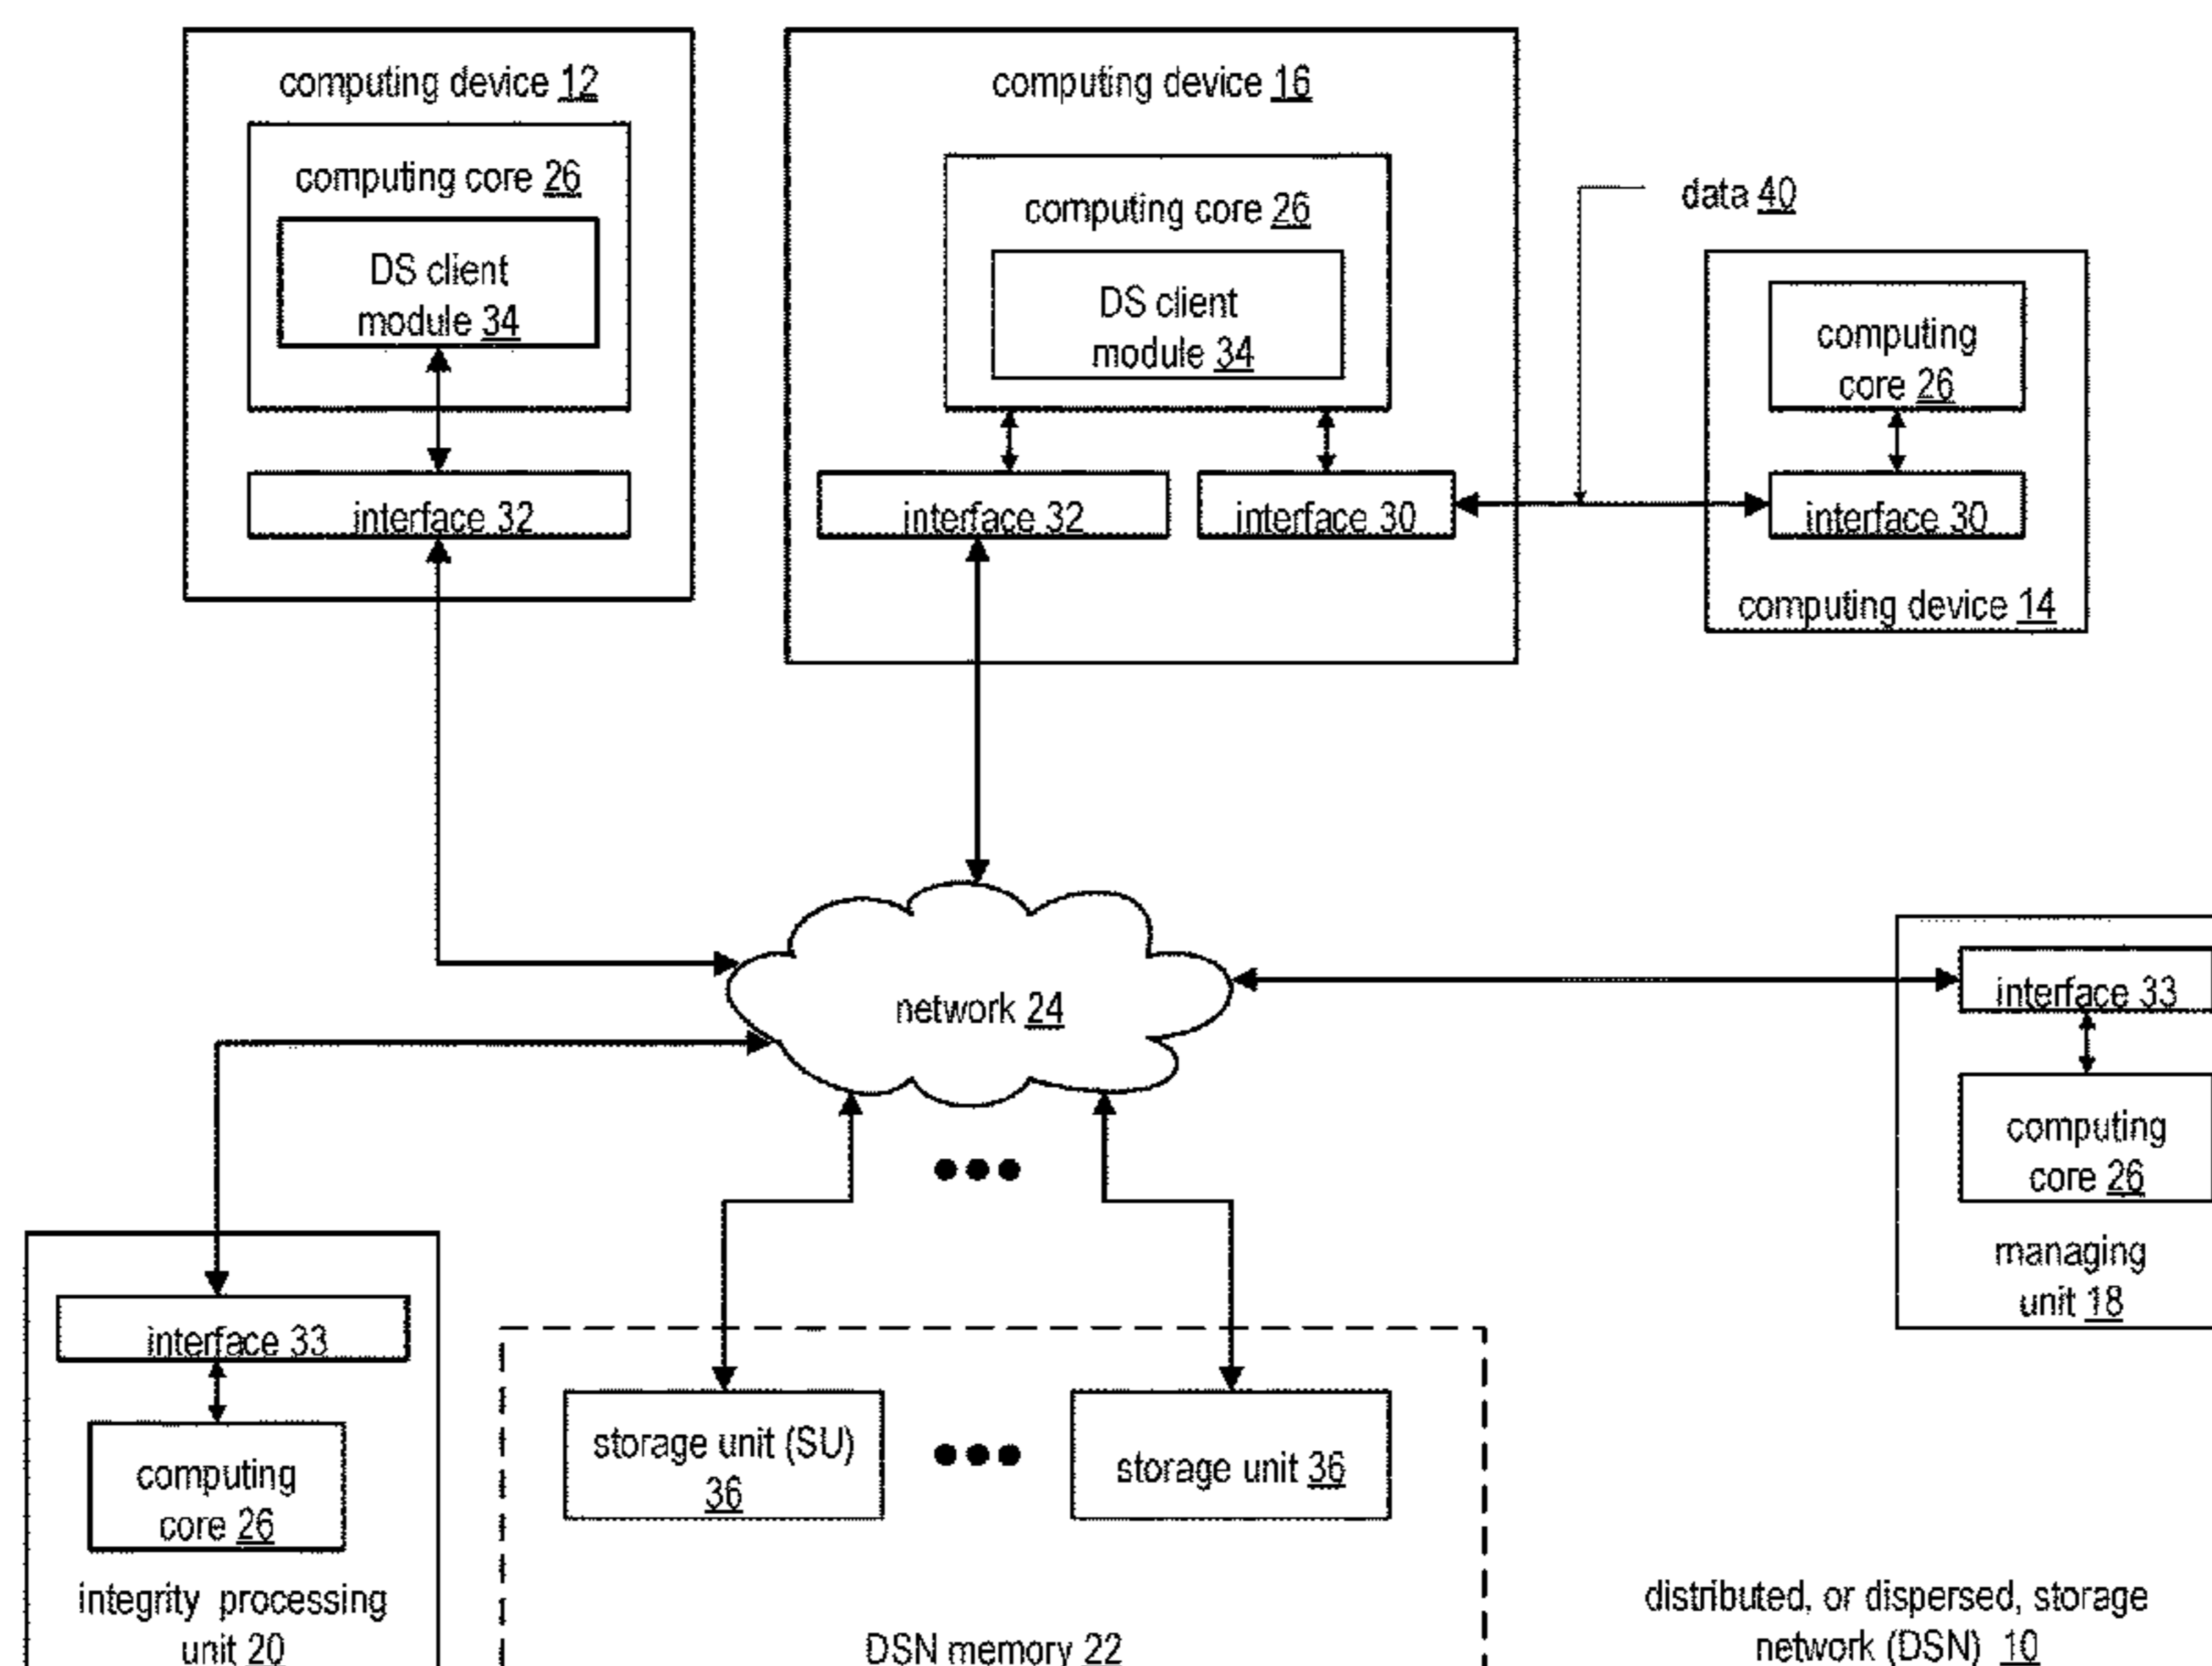 computing device 12
computing core 26
DS client
module 34
interface 32
computing device 16
computing core 26
DS client
module 34
interface 32
interface 30
data 40
computing
core 26
interface 30
computing device 14
network 24
interface 33
computing
core 26
managing
unit 18
interface 33
computing
core 26
integrity processing
unit 20
storage unit (SU)
36
storage unit 36
DSN memory 22
distributed, or dispersed, storage
network (DSN) 10